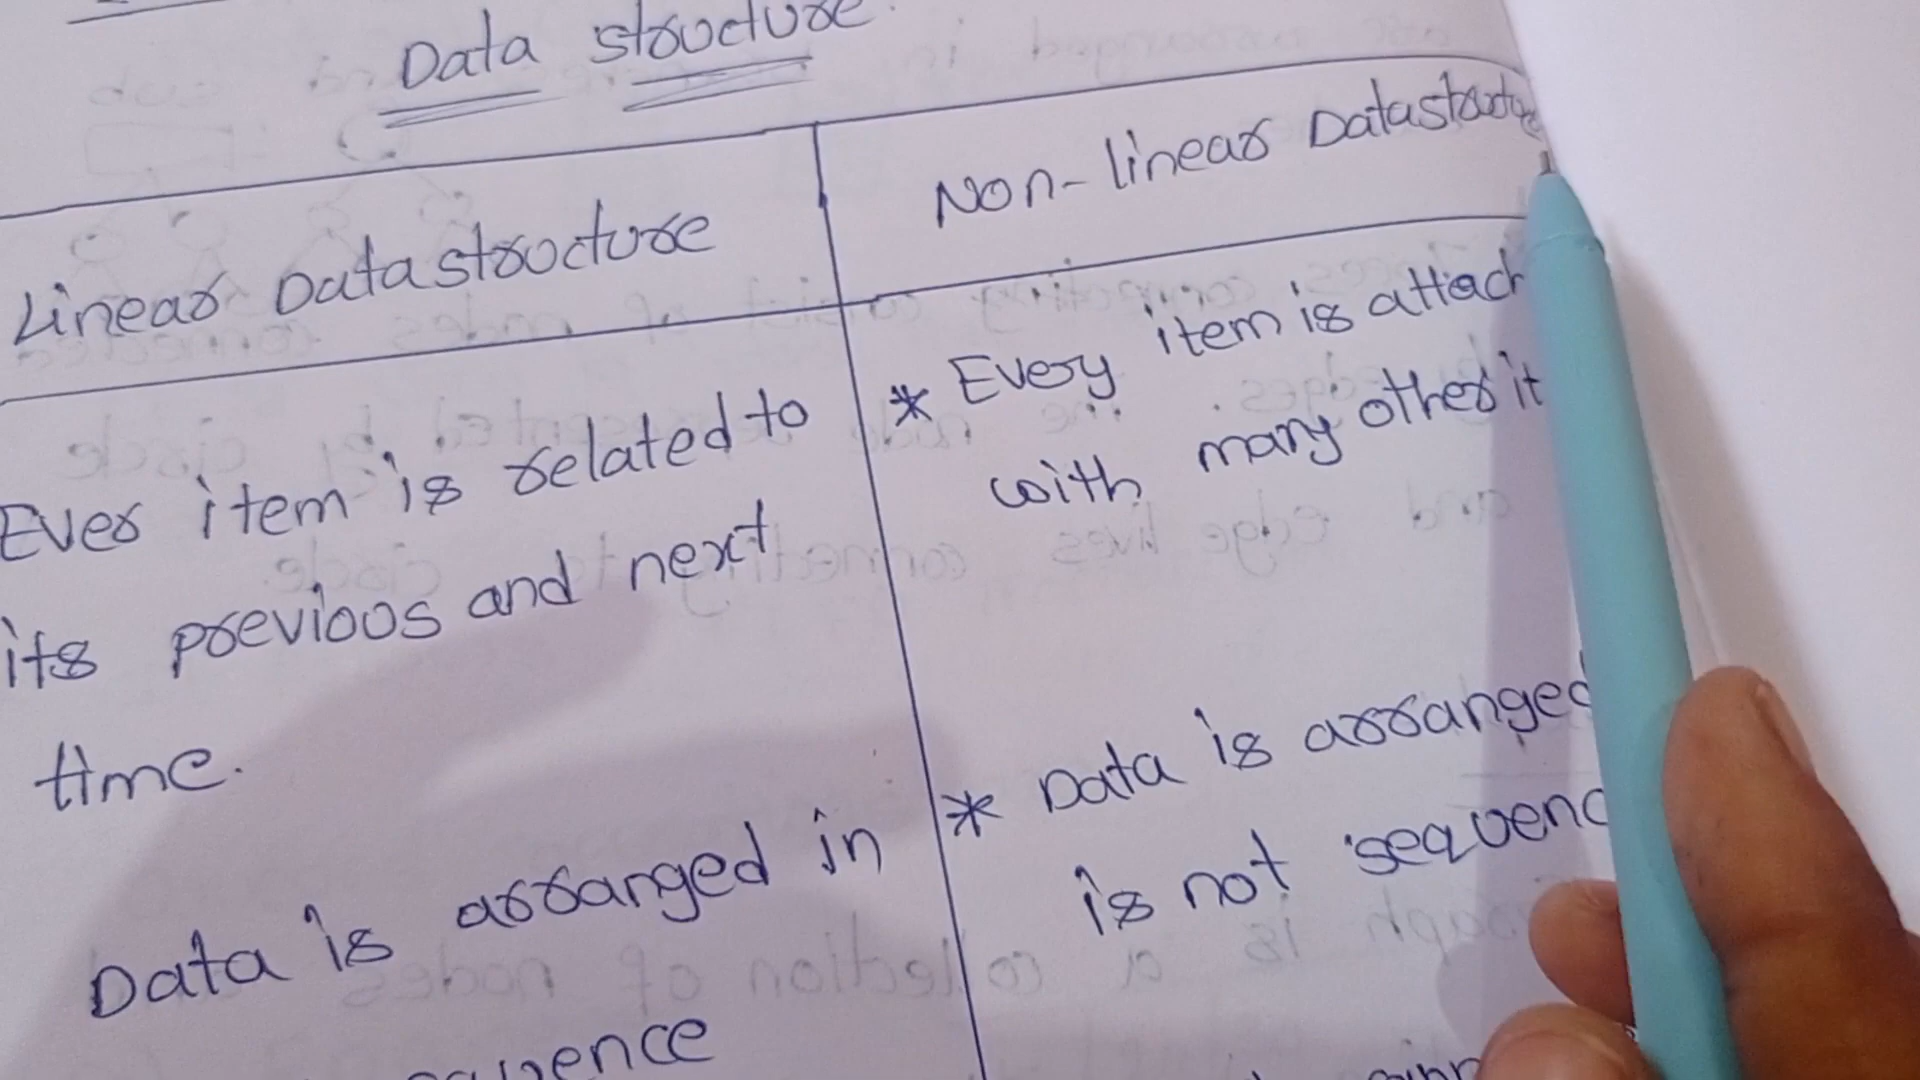 Data structure
Linear Datastructure
Non-linear Datastructure
Ever item is related to
its previous and next
time.
Data is arranged in
* Every item is attach
with many other it
* Data is arranged
is not sequenc